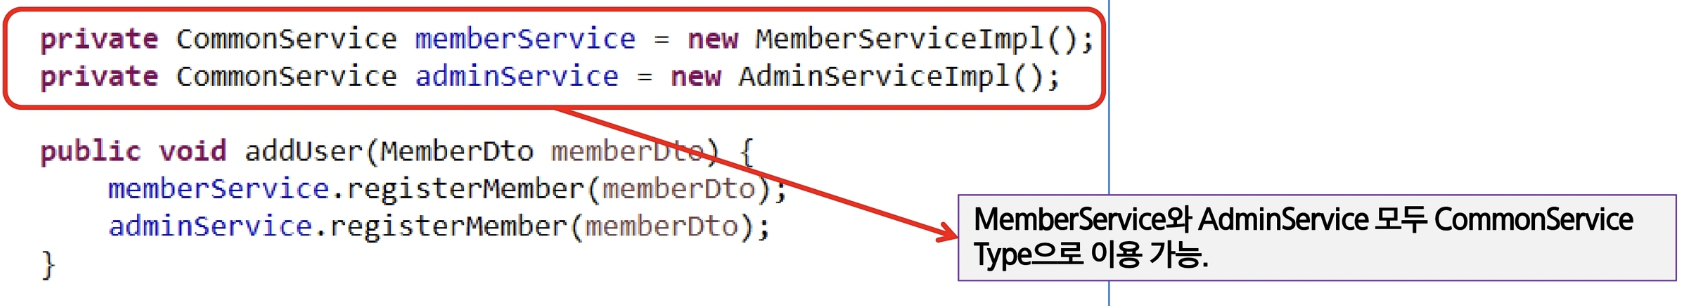 private CommonService memberService = new MemberServiceImpl();
private CommonService adminService = new AdminServiceImpl();
public void addUser(MemberDto memberDto) {
memberService.registerMember(memberDto);
adminService.registerMember(memberDto);
}
MemberService와 AdminService 모두 CommonService
Type으로 이용 가능.